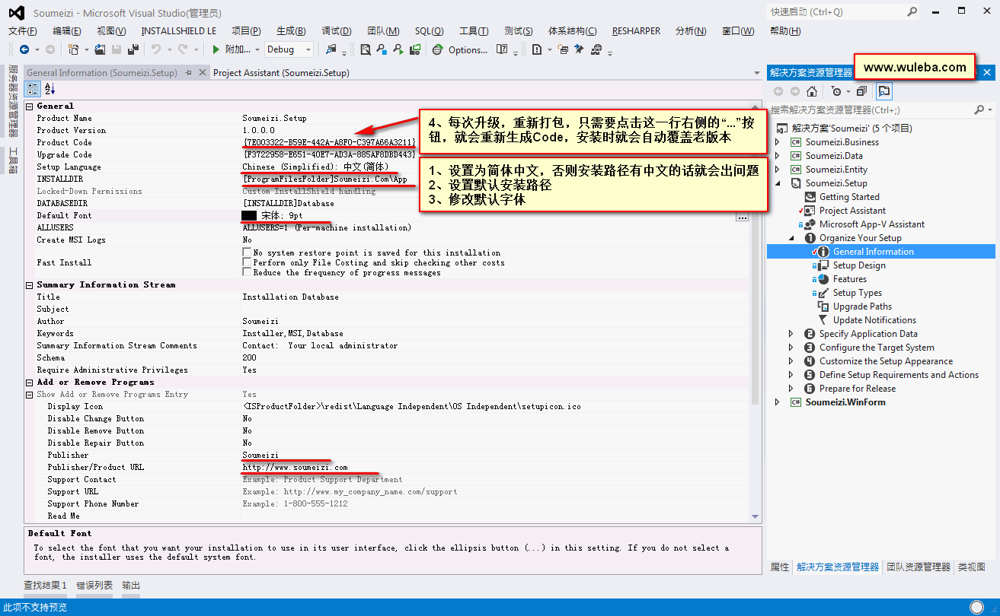 Soumeizi - Microsoft Visual Studio(管理员)
快速启动 (Ctrl+Q)
文件(F) 编辑(E) 视图(V) INSTALLSHIELD LE 项目(P) 生成(B) 调试(D) 团队(M) SQL(Q) 工具(T) 测试(S) 体系结构(C) RESHARPER 分析(N) 窗口(W) 帮助(H)
附加... Debug Options...
服务器资源管理器
工具箱
General Information (Soumeizi.Setup) Project Assistant (Soumeizi.Setup)
General
Product Name Soumeizi.Setup
Product Version 1.0.0.0
Product Code {7E003322-B59E-442A-A8F0-C397A66A3211}
Upgrade Code {F3722958-E651-40E7-AD3A-885AF8DBD443}
Setup Language Chinese (Simplified): 中文(简体)
INSTALLDIR [ProgramFilesFolder]Soumeizi.Com\App
Locked-Down Permissions Custom InstallShield handling
DATABASEDIR [INSTALLDIR]Database
Default Font 宋体: 9pt ...
ALLUSERS ALLUSERS=1 (Per-machine installation)
Create MSI Logs No
No system restore point is saved for this installation
Fast Install Perform only File Costing and skip checking other costs
Reduce the frequency of progress messages
Summary Information Stream
Title Installation Database
Subject
Author Soumeizi
Keywords Installer,MSI,Database
Summary Information Stream Comments Contact: Your local administrator
Schema 200
Require Administrative Privileges Yes
Add or Remove Programs
Show Add or Remove Programs Entry Yes
Display Icon <ISProductFolder>\redist\Language Independent\OS Independent\setupicon.ico
Disable Change Button No
Disable Remove Button No
Disable Repair Button No
Publisher Soumeizi
Publisher/Product URL http://www.soumeizi.com
Support Contact Example: Product Support Department
Support URL Example: http://www.my_company_name.com/support
Support Phone Number Example: 1-800-555-1212
Read Me
4、每次升级，重新打包，只需要点击这一行右侧的“...”按
钮，就会重新生成Code，安装时就会自动覆盖老版本
1、设置为简体中文，否则安装路径有中文的话就会出问题
2、设置默认安装路径
3、修改默认字体
Default Font
To select the font that you want your installation to use in its user interface, click the ellipsis button (...) in this setting. If you do not select a
font, the installer uses the default system font.
解决方案资源管理器
www.wuleba.com
搜索解决方案资源管理器(Ctrl+;)
解决方案'Soumeizi' (5 个项目)
C# Soumeizi.Business
C# Soumeizi.Data
C# Soumeizi.Entity
Soumeizi.Setup
Getting Started
Project Assistant
Microsoft App-V Assistant
1 Organize Your Setup
General Information
Setup Design
Features
Setup Types
Upgrade Paths
Update Notifications
2 Specify Application Data
3 Configure the Target System
4 Customize the Setup Appearance
5 Define Setup Requirements and Actions
6 Prepare for Release
C# Soumeizi.WinForm
属性 解决方案资源管理器 团队资源管理器 类视图
查找结果 1 错误列表 输出
此项不支持预览